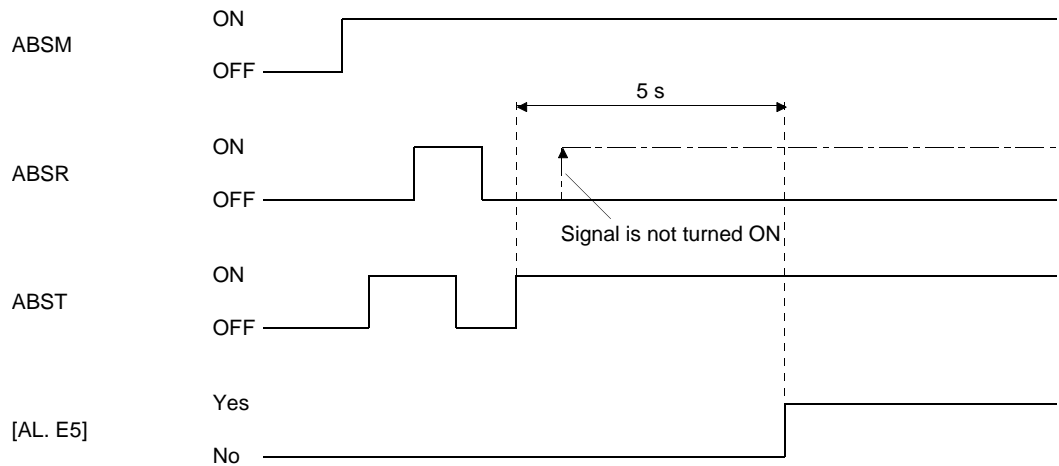 ON
ABSM
OFF
5 s
ON
ABSR
OFF
Signal is not turned ON
ON
ABST
OFF
Yes
[AL. E5]
No